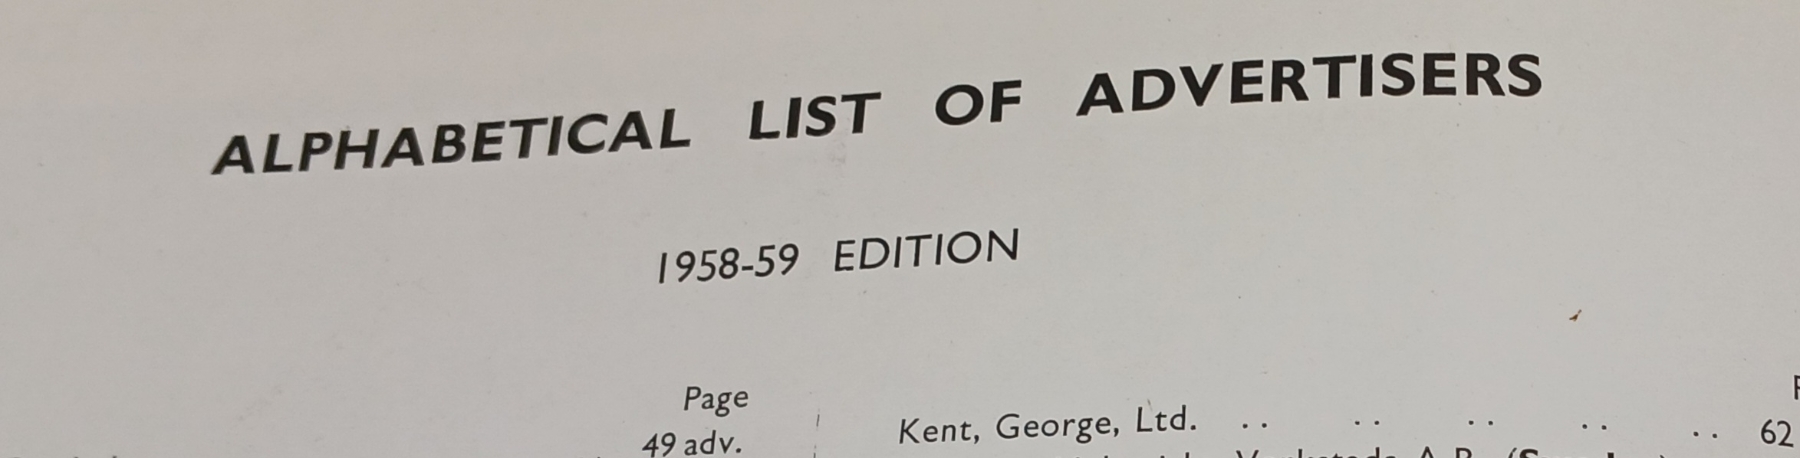 ALPHABETICAL LIST OF ADVERTISERS
1958-59 EDITION
Page
49 adv.
Kent, George, Ltd. .. .. .. .. .. 62